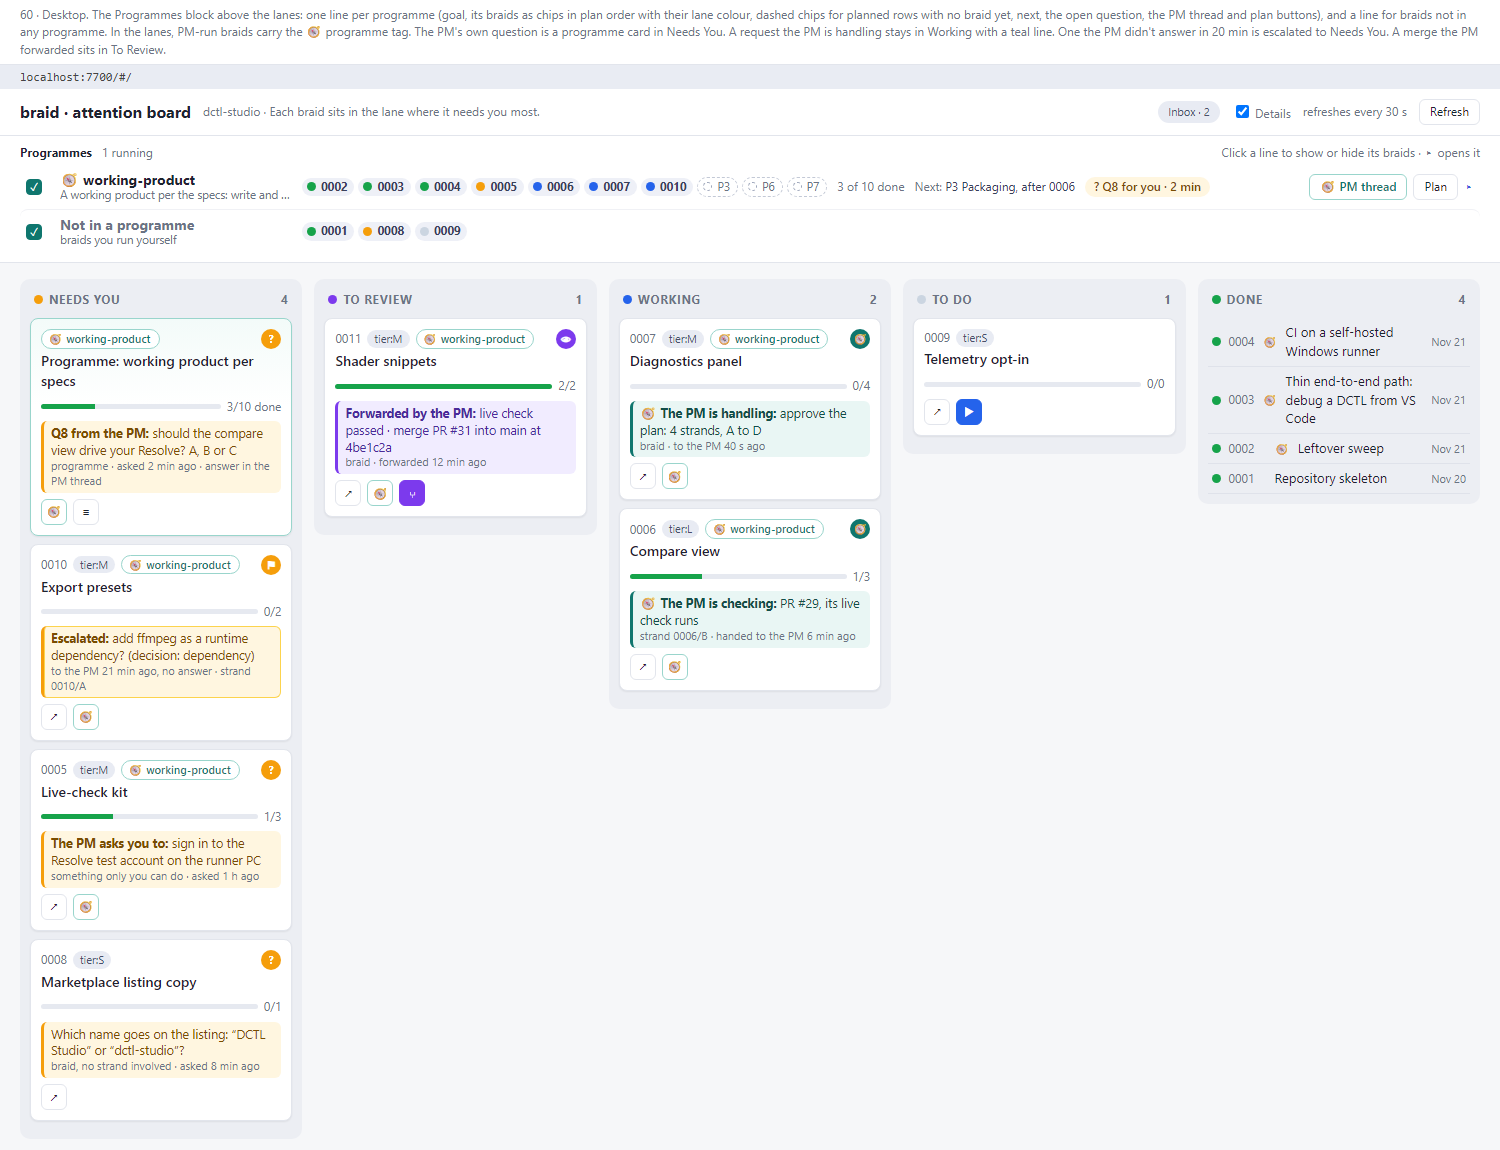 60 · Desktop. The Programmes block above the lanes: one line per programme (goal, its braids as chips in plan order with their lane colour, dashed chips for planned rows with no braid yet, next, the open question, the PM thread and plan buttons), and a line for braids not in
any programme. In the lanes, PM-run braids carry the programme tag. The PM's own question is a programme card in Needs You. A request the PM is handling stays in Working with a teal line. One the PM didn't answer in 20 min is escalated to Needs You. A merge the PM
forwarded sits in To Review.
localhost:7700/#/
braid · attention board
dctl-studio · Each braid sits in the lane where it needs you most.
Inbox · 2
Details
refreshes every 30 s
Refresh
Programmes 1 running
Click a line to show or hide its braids · ▸ opens it
working-product
A working product per the specs: write and ...
0002 0003 0004 0005 0006 0007 0010 P3 P6 P7 3 of 10 done Next: P3 Packaging, after 0006 ? Q8 for you · 2 min
PM thread
Plan
Not in a programme
braids you run yourself
0001 0008 0009
NEEDS YOU 4
working-product ?
Programme: working product per
specs
3/10 done
Q8 from the PM: should the compare
view drive your Resolve? A, B or C
programme · asked 2 min ago · answer in the
PM thread
0010 tier:M working-product
Export presets
0/2
Escalated: add ffmpeg as a runtime
dependency? (decision: dependency)
to the PM 21 min ago, no answer · strand
0010/A
0005 tier:M working-product ?
Live-check kit
1/3
The PM asks you to: sign in to the
Resolve test account on the runner PC
something only you can do · asked 1 h ago
0008 tier:S ?
Marketplace listing copy
0/1
Which name goes on the listing: “DCTL
Studio” or “dctl-studio”?
braid, no strand involved · asked 8 min ago
TO REVIEW 1
0011 tier:M working-product
Shader snippets
2/2
Forwarded by the PM: live check
passed · merge PR #31 into main at
4be1c2a
braid · forwarded 12 min ago
WORKING 2
0007 tier:M working-product
Diagnostics panel
0/4
The PM is handling: approve the
plan: 4 strands, A to D
braid · to the PM 40 s ago
0006 tier:L working-product
Compare view
1/3
The PM is checking: PR #29, its live
check runs
strand 0006/B · handed to the PM 6 min ago
TO DO 1
0009 tier:S
Telemetry opt-in
0/0
DONE 4
0004 CI on a self-hosted
Windows runner
Nov 21
0003 Thin end-to-end path:
debug a DCTL from VS
Code
Nov 21
0002 Leftover sweep Nov 21
0001 Repository skeleton Nov 20